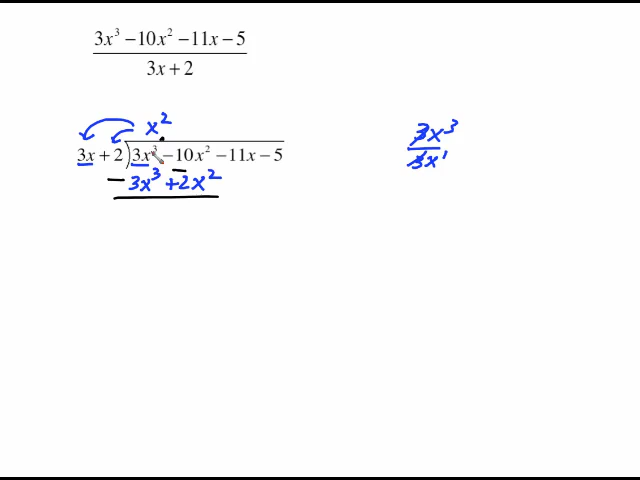 3x³ − 10x² − 11x − 5
3x + 2
x²
3x + 2 ) 3x³ − 10x² − 11x − 5
− 3x³ + 2x²
3x³
3x¹